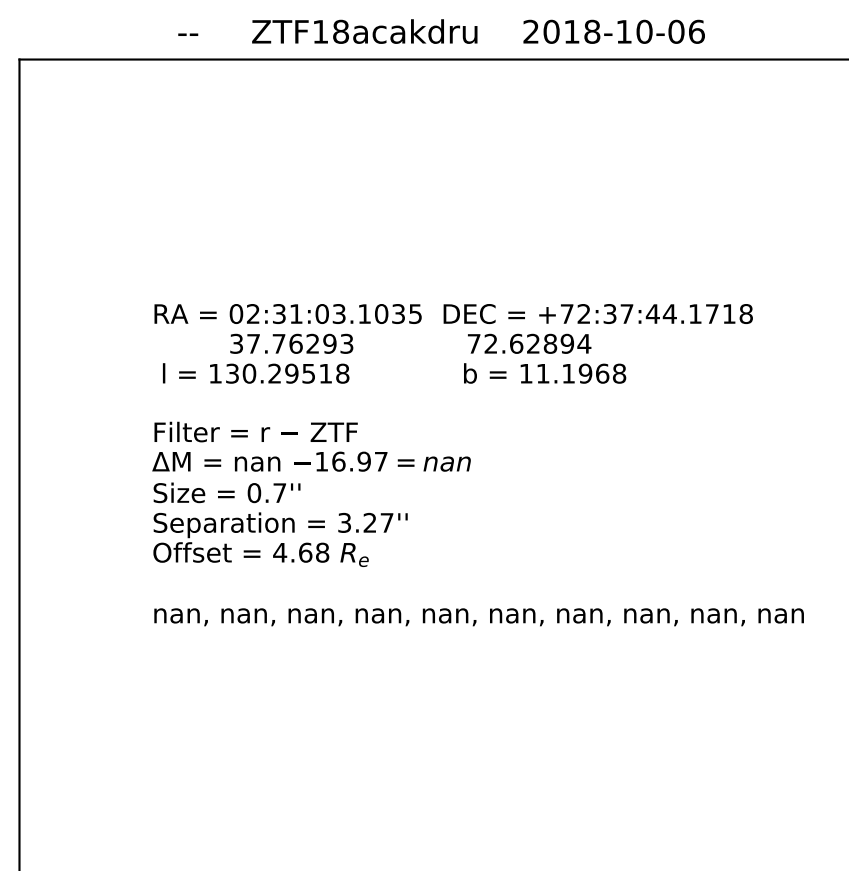 -- ZTF18acakdru 2018-10-06
RA = 02:31:03.1035 DEC = +72:37:44.1718
37.76293 72.62894
l = 130.29518 b = 11.1968
Filter = r − ZTF
ΔM = nan −16.97 = nan
Size = 0.7''
Separation = 3.27''
Offset = 4.68 Re
nan, nan, nan, nan, nan, nan, nan, nan, nan, nan